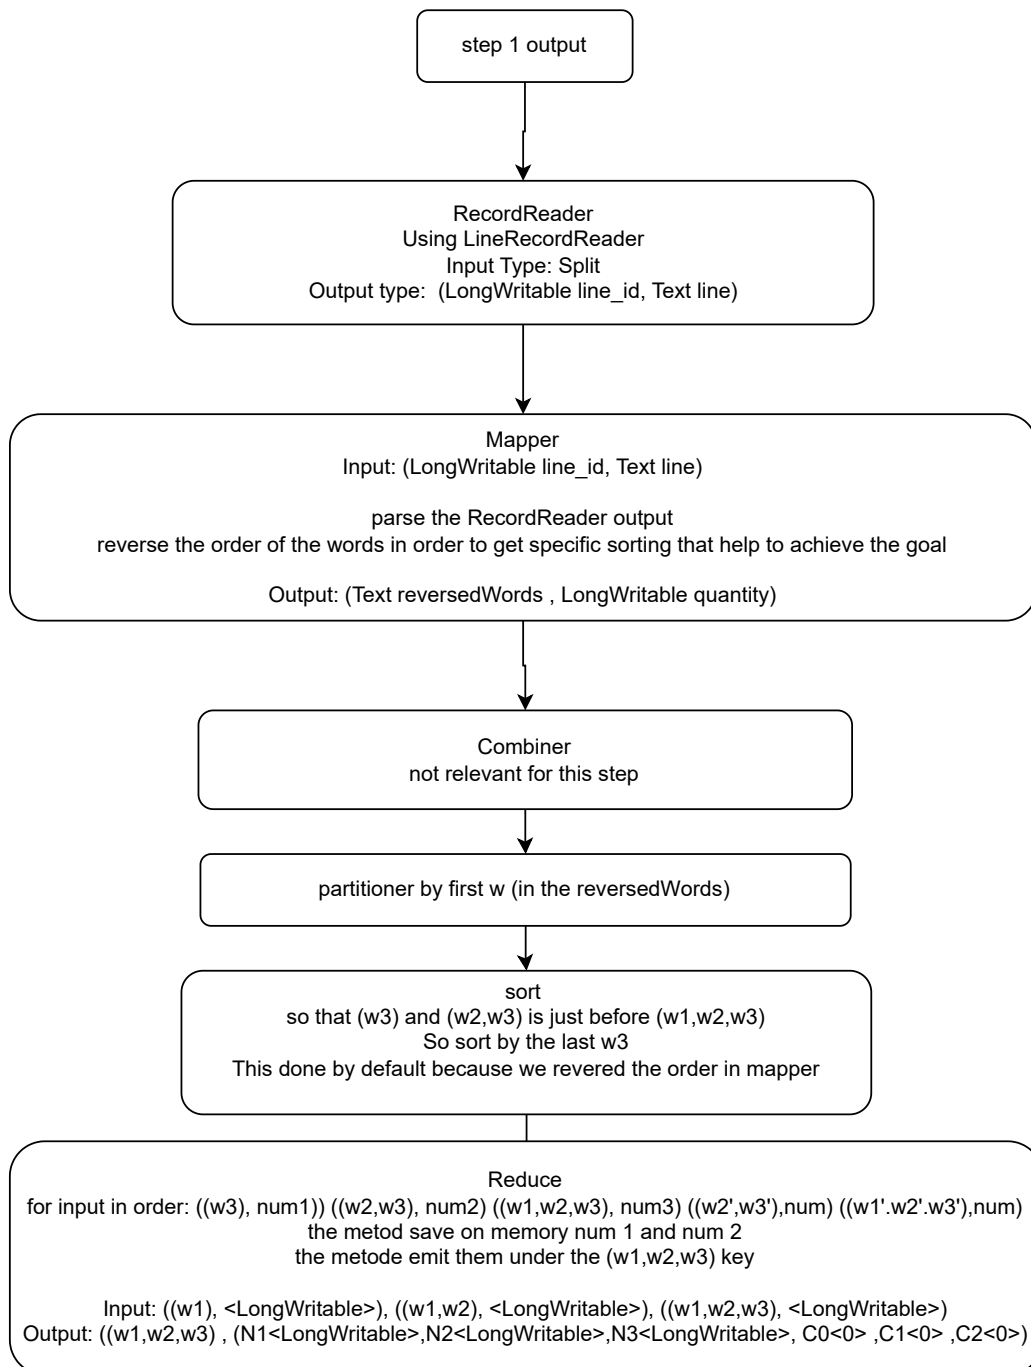 step 1 output
RecordReader
Using LineRecordReader
Input Type: Split
Output type:  (LongWritable line_id, Text line)
Mapper
Input: (LongWritable line_id, Text line)
parse the RecordReader output
reverse the order of the words in order to get specific sorting that help to achieve the goal
Output: (Text reversedWords , LongWritable quantity)
Combiner
not relevant for this step
partitioner by first w (in the reversedWords)
sort
so that (w3) and (w2,w3) is just before (w1,w2,w3)
So sort by the last w3
This done by default because we revered the order in mapper
Reduce
for input in order: ((w3), num1)) ((w2,w3), num2) ((w1,w2,w3), num3) ((w2',w3'),num) ((w1'.w2'.w3'),num)
the metod save on memory num 1 and num 2
the metode emit them under the (w1,w2,w3) key
Input: ((w1), <LongWritable>), ((w1,w2), <LongWritable>), ((w1,w2,w3), <LongWritable>)
Output: ((w1,w2,w3) , (N1<LongWritable>,N2<LongWritable>,N3<LongWritable>, C0<0> ,C1<0> ,C2<0>)